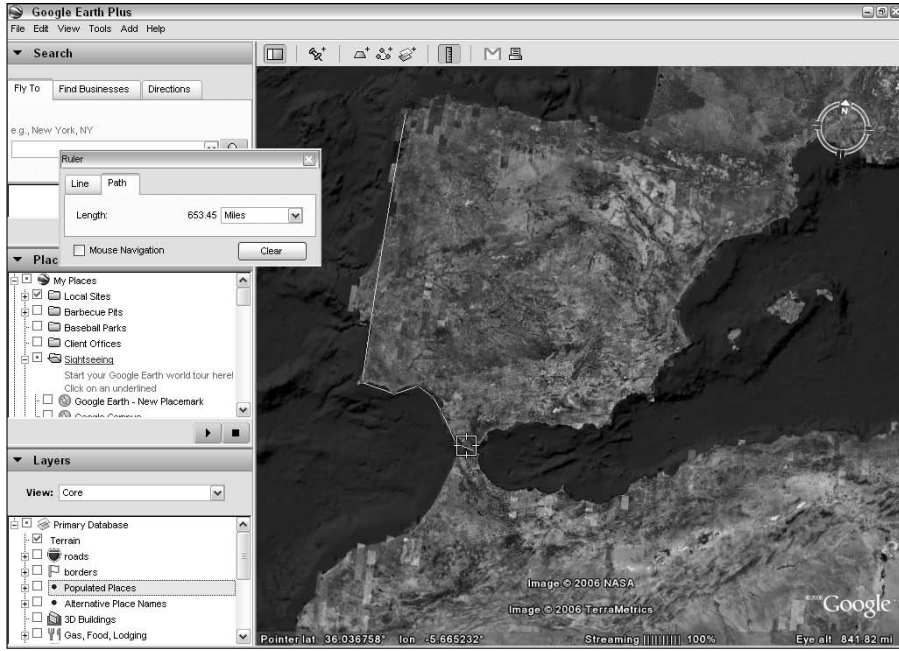 Google Earth Plus
File Edit View Tools Add Help
Search
Fly To Find Businesses Directions
e.g., New York, NY
Ruler
Line Path
Length: 653.45 Miles
Mouse Navigation Clear
Plac
My Places
Local Sites
Barbecue Pits
Baseball Parks
Client Offices
Sightseeing
Start your Google Earth world tour here!
Click on an underlined
Google Earth - New Placemark
Google Campus
Layers
View: Core
Primary Database
Terrain
roads
borders
Populated Places
Alternative Place Names
3D Buildings
Gas, Food, Lodging
N
Image © 2006 NASA
Image © 2006 TerraMetrics
Google
Pointer lat 36.036758° lon -5.665232° Streaming |||||||||| 100% Eye alt 841.82 mi